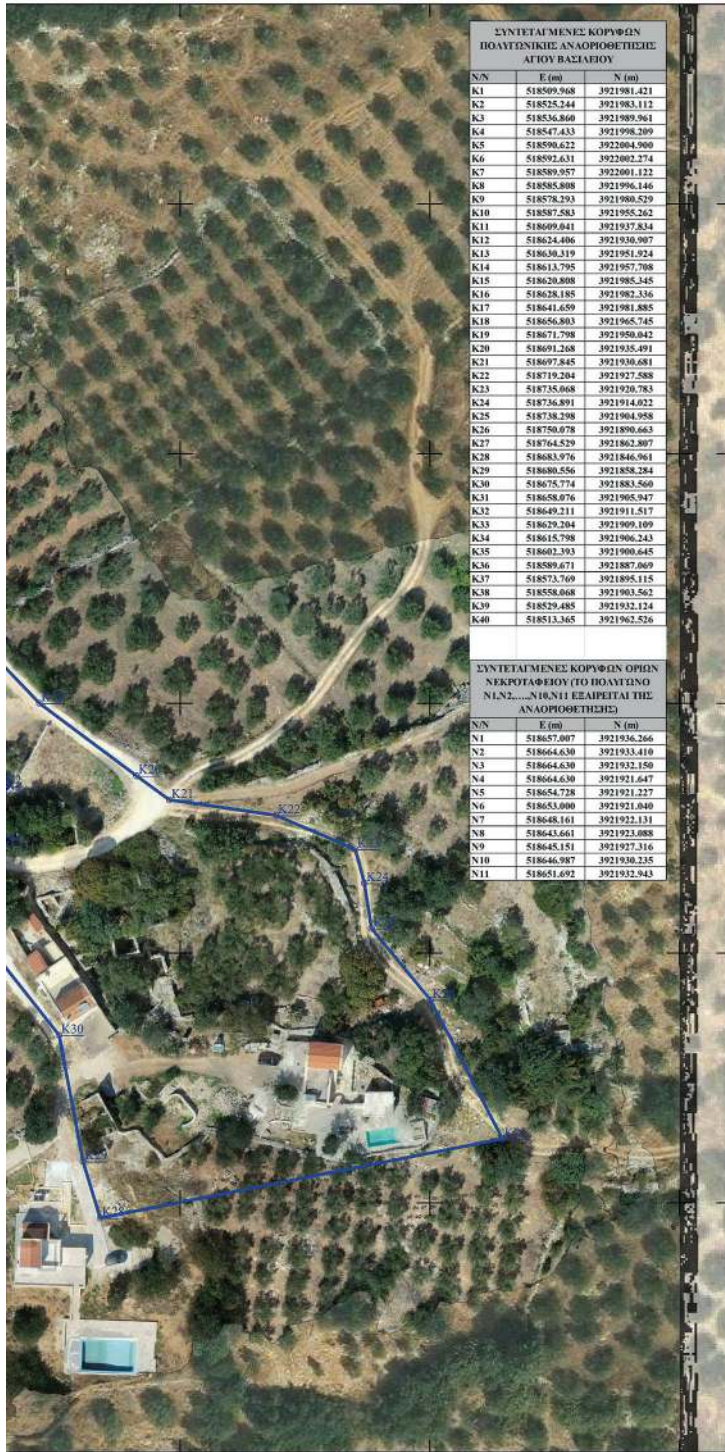 ΣΥΝΤΕΤΑΓΜΕΝΕΣ ΚΟΡΥΦΩΝ
ΠΟΛΥΓΩΝΙΚΗΣ ΑΝΑΟΡΙΟΘΕΤΗΣΗΣ
ΑΓΙΟΥ ΒΑΣΙΛΕΙΟΥ
N/N E (m) N (m)
K1 518509.968 3921981.421
K2 518525.244 3921983.112
K3 518536.860 3921989.961
K4 518547.433 3921998.209
K5 518590.622 3922004.900
K6 518592.631 3922002.274
K7 518589.957 3922001.122
K8 518585.808 3921996.146
K9 518578.293 3921980.529
K10 518587.583 3921955.262
K11 518609.041 3921937.834
K12 518624.406 3921930.907
K13 518630.319 3921951.924
K14 518613.795 3921957.708
K15 518620.808 3921985.345
K16 518628.185 3921982.336
K17 518641.659 3921981.885
K18 518656.803 3921965.745
K19 518671.798 3921950.042
K20 518691.268 3921935.491
K21 518697.845 3921930.681
K22 518719.204 3921927.588
K23 518735.068 3921920.783
K24 518736.891 3921914.022
K25 518738.298 3921904.958
K26 518750.078 3921890.663
K27 518764.529 3921862.807
K28 518683.976 3921846.961
K29 518680.556 3921858.284
K30 518675.774 3921883.560
K31 518658.076 3921905.947
K32 518649.211 3921911.517
K33 518629.204 3921909.109
K34 518615.798 3921906.243
K35 518602.393 3921900.645
K36 518589.671 3921887.069
K37 518573.769 3921895.115
K38 518558.068 3921903.562
K39 518529.485 3921932.124
K40 518513.365 3921962.526
ΣΥΝΤΕΤΑΓΜΕΝΕΣ ΚΟΡΥΦΩΝ ΟΡΙΩΝ
ΝΕΚΡΟΤΑΦΕΙΟΥ (ΤΟ ΠΟΛΥΓΩΝΟ
N1,N2,.....,N10,N11 ΕΞΑΙΡΕΙΤΑΙ ΤΗΣ
ΑΝΑΟΡΙΟΘΕΤΗΣΗΣ)
N/N E (m) N (m)
N1 518657.007 3921936.266
N2 518664.630 3921933.410
N3 518664.630 3921932.150
N4 518664.630 3921921.647
N5 518654.728 3921921.227
N6 518653.000 3921921.040
N7 518648.161 3921922.131
N8 518643.661 3921923.088
N9 518645.151 3921927.316
N10 518646.987 3921930.235
N11 518651.692 3921932.943
K21
K22
K24
K30
K28